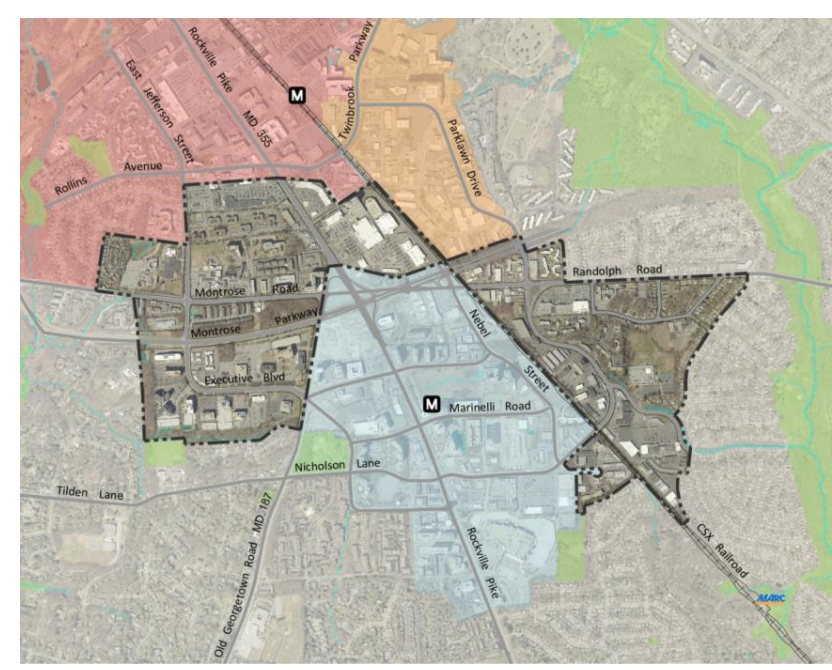 Rockville Pike MD 355
Parkway
Twinbrook
East Jefferson Street
M
Parklawn Drive
Rollins Avenue
Randolph Road
Montrose Road
Montrose Parkway
Nebel Street
Executive Blvd
M
Marinelli Road
Nicholson Lane
Tilden Lane
Old Georgetown Road MD 187
Rockville Pike
CSX Railroad
MARC